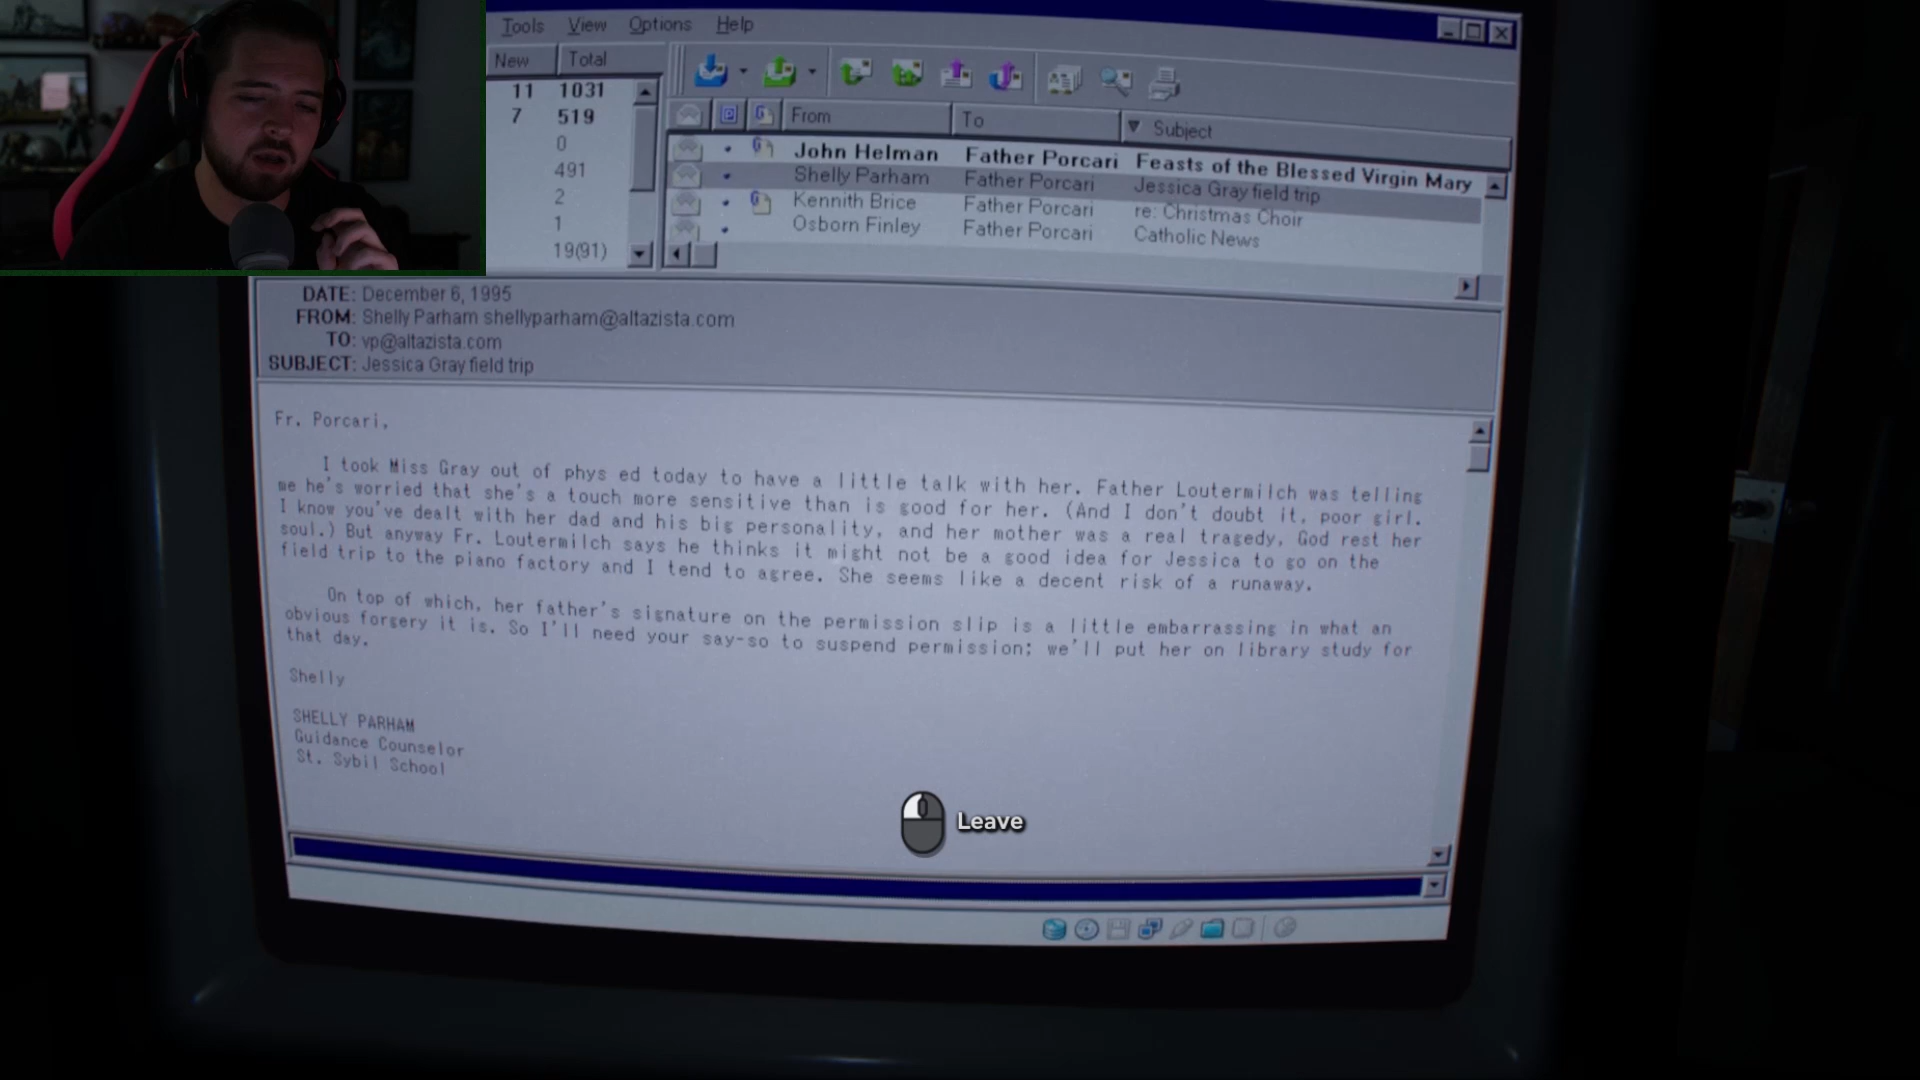 Tools View Options Help
New Total
11 1031
7 519
0
491
2
1
19(91)
From To Subject
John Helman Father Porcari Feasts of the Blessed Virgin Mary
Shelly Parham Father Porcari Jessica Gray field trip
Kennith Brice Father Porcari re: Christmas Choir
Osborn Finley Father Porcari Catholic News
DATE: December 6, 1995
FROM: Shelly Parham shellyparham@altazista.com
TO: vp@altazista.com
SUBJECT: Jessica Gray field trip
Fr. Porcari,
I took Miss Gray out of phys ed today to have a little talk with her. Father Loutermilch was telling
me he's worried that she's a touch more sensitive than is good for her. (And I don't doubt it, poor girl.
I know you've dealt with her dad and his big personality, and her mother was a real tragedy, God rest her
soul.) But anyway Fr. Loutermilch says he thinks it might not be a good idea for Jessica to go on the
field trip to the piano factory and I tend to agree. She seems like a decent risk of a runaway.
On top of which, her father's signature on the permission slip is a little embarrassing in what an
obvious forgery it is. So I'll need your say-so to suspend permission; we'll put her on library study for
that day.
Shelly
SHELLY PARHAM
Guidance Counselor
St. Sybil School
Leave